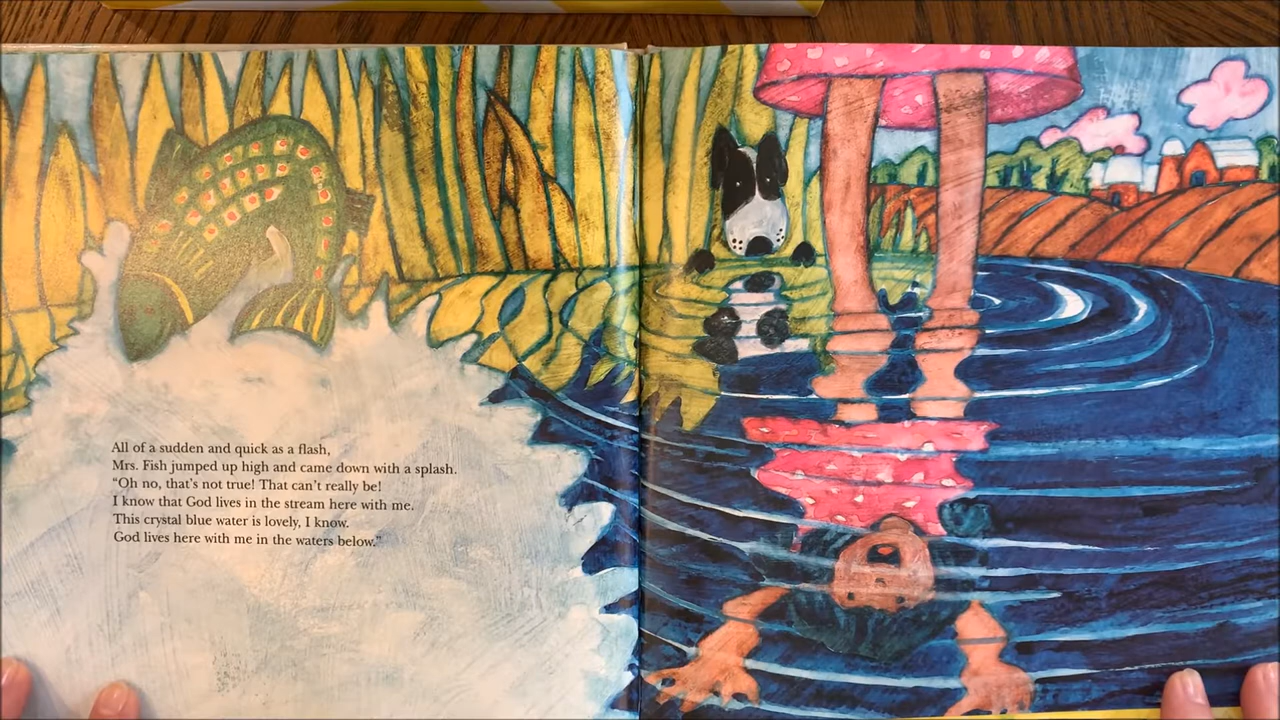 All of a sudden and quick as a flash,
Mrs. Fish jumped up high and came down with a splash.
“Oh no, that’s not true! That can’t really be!
I know that God lives in the stream here with me.
This crystal blue water is lovely, I know.
God lives here with me in the waters below.”